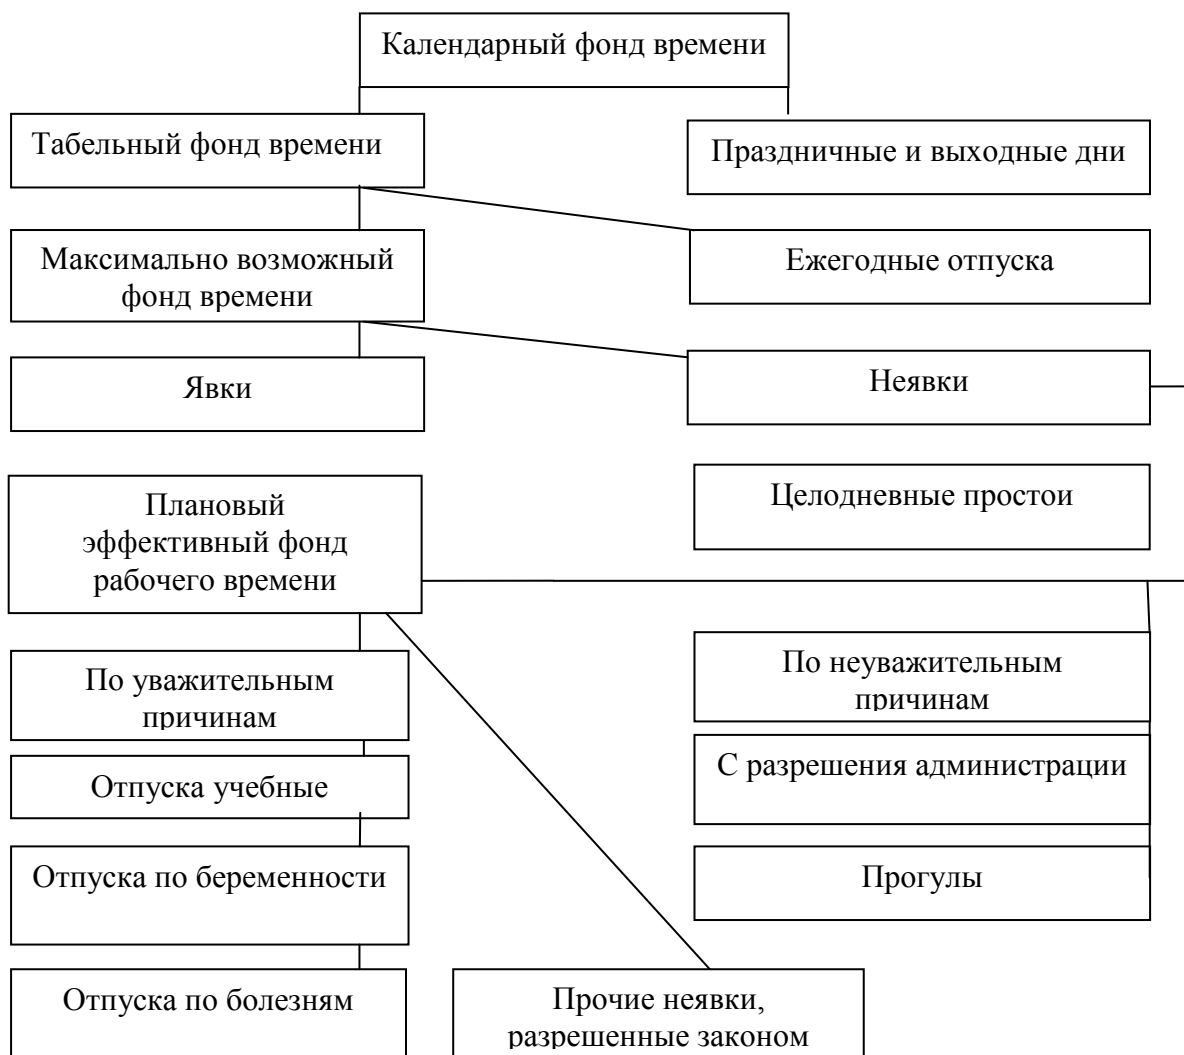 Календарный фонд времени
Табельный фонд времени
Праздничные и выходные дни
Максимально возможный
фонд времени
Ежегодные отпуска
Явки
Неявки
Целодневные простои
Плановый
эффективный фонд
рабочего времени
По уважительным
причинам
По неуважительным
причинам
Отпуска учебные
С разрешения администрации
Отпуска по беременности
Прогулы
Отпуска по болезням
Прочие неявки,
разрешенные законом